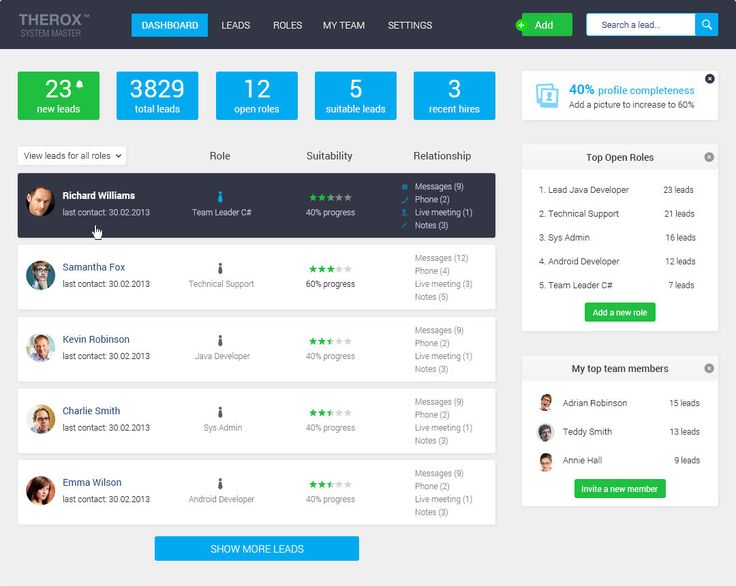 THEROX™
SYSTEM MASTER
DASHBOARD
LEADS
ROLES
MY TEAM
SETTINGS
+ Add
Search a lead...
23
new leads
3829
total leads
12
open roles
5
suitable leads
3
recent hires
40% profile completeness
Add a picture to increase to 60%
View leads for all roles
Role
Suitability
Relationship
Richard Williams
last contact: 30.02.2013
Team Leader C#
40% progress
Messages (9)
Phone (2)
Live meeting (1)
Notes (3)
Samantha Fox
last contact: 30.02.2013
Technical Support
60% progress
Messages (12)
Phone (4)
Live meeting (3)
Notes (5)
Kevin Robinson
last contact: 30.02.2013
Java Developer
40% progress
Messages (9)
Phone (2)
Live meeting (1)
Notes (3)
Charlie Smith
last contact: 30.02.2013
Sys Admin
40% progress
Messages (9)
Phone (2)
Live meeting (1)
Notes (3)
Emma Wilson
last contact: 30.02.2013
Android Developer
40% progress
Messages (9)
Phone (2)
Live meeting (1)
Notes (3)
SHOW MORE LEADS
Top Open Roles
1. Lead Java Developer 23 leads
2. Technical Support 21 leads
3. Sys Admin 16 leads
4. Android Developer 12 leads
5. Team Leader C# 7 leads
Add a new role
My top team members
Adrian Robinson 15 leads
Teddy Smith 13 leads
Annie Hall 9 leads
Invite a new member